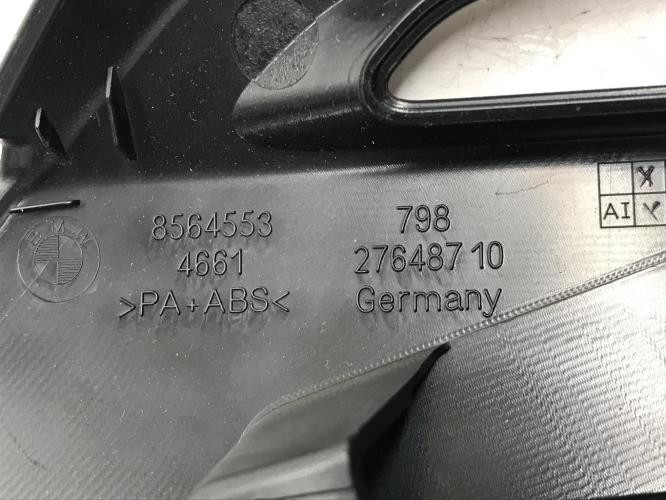 BMW
8564553
4661
>PA+ABS<
798
27648710
Germany
X
AI